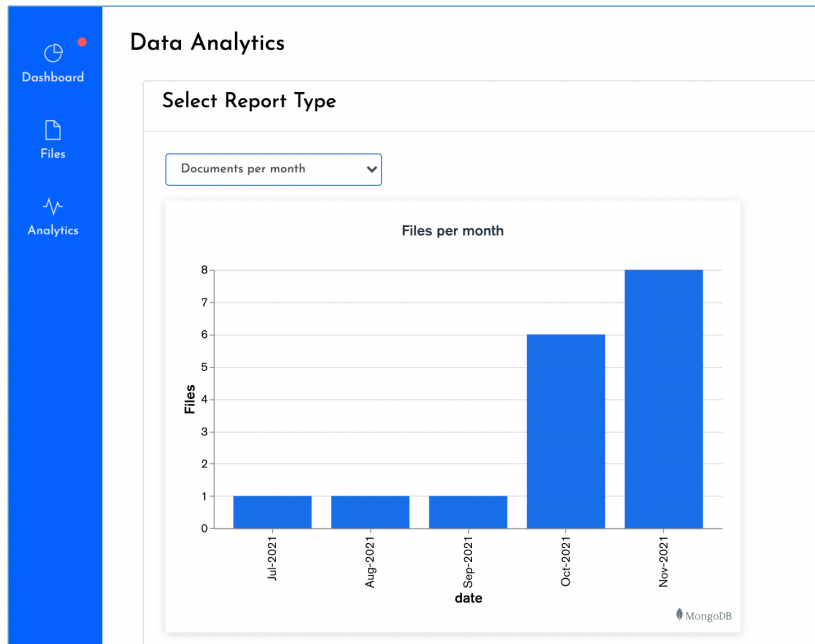 Data Analytics
Dashboard
Files
Analytics
Select Report Type
Documents per month
Files per month
8
7
6
5
4
3
2
1
0
Files
Jul-2021
Aug-2021
Sep-2021
Oct-2021
Nov-2021
date
MongoDB